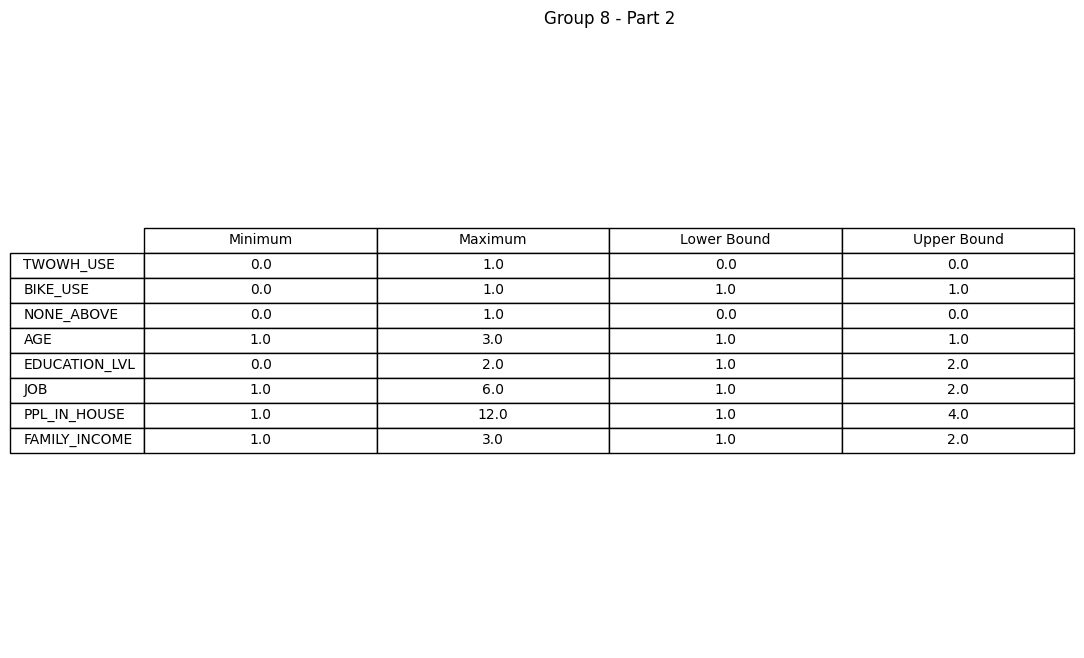 Group 8 - Part 2
Minimum Maximum Lower Bound Upper Bound
TWOWH_USE 0.0 1.0 0.0 0.0
BIKE_USE 0.0 1.0 1.0 1.0
NONE_ABOVE 0.0 1.0 0.0 0.0
AGE 1.0 3.0 1.0 1.0
EDUCATION_LVL 0.0 2.0 1.0 2.0
JOB 1.0 6.0 1.0 2.0
PPL_IN_HOUSE 1.0 12.0 1.0 4.0
FAMILY_INCOME 1.0 3.0 1.0 2.0